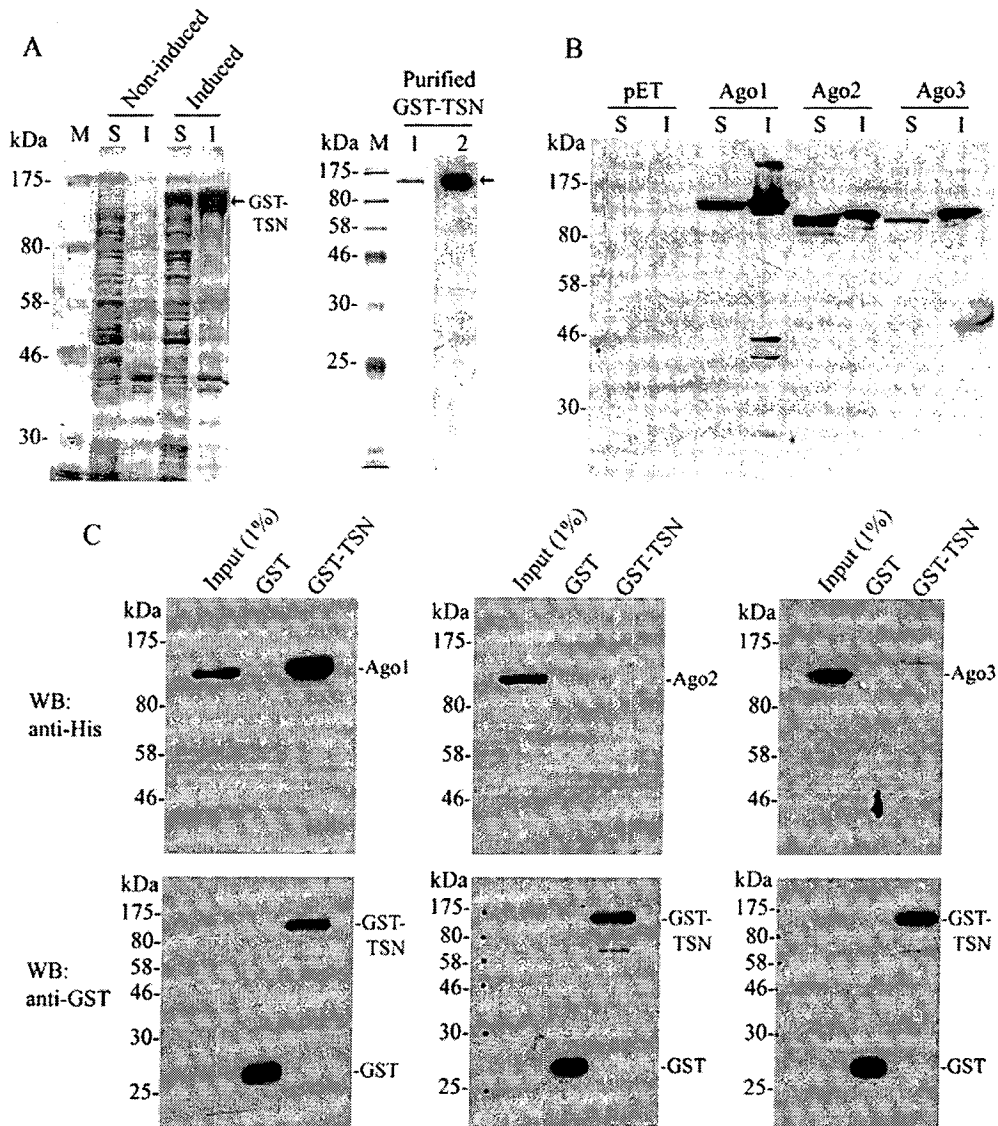 A
Non-induced
Induced
kDa M S I S I
175-
80-
58-
46-
30-
GST-
TSN
Purified
GST-TSN
kDa M 1 2
175-
80-
58-
46-
30-
25-
B
pET Ago1 Ago2 Ago3
S I S I S I S I
kDa
175-
80-
58-
46-
30-
C
WB:
anti-His
Input (1%)
GST
GST-TSN
kDa
175-
80-
58-
46-
-Ago1
Input (1%)
GST
GST-TSN
kDa
175-
80-
58-
46-
-Ago2
Input (1%)
GST
GST-TSN
kDa
175-
80-
58-
46-
-Ago3
WB:
anti-GST
kDa
175-
80-
58-
46-
30-
25-
-GST-
TSN
-GST
kDa
175-
80-
58-
46-
30-
25-
-GST-
TSN
-GST
kDa
175-
80-
58-
46-
30-
25-
-GST-
TSN
-GST